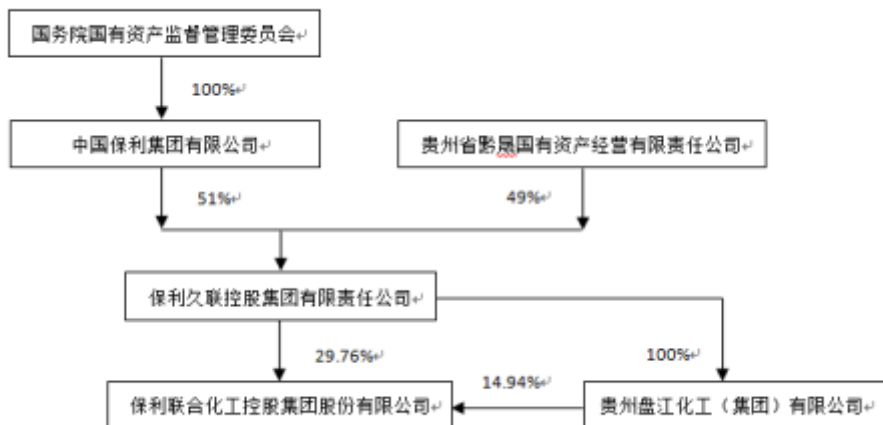 国务院国有资产监督管理委员会
100%
中国保利集团有限公司
贵州省黔晟国有资产经营有限责任公司
51%
49%
保利久联控股集团有限责任公司
29.76%
100%
14.94%
保利联合化工控股集团股份有限公司
贵州盘江化工（集团）有限公司